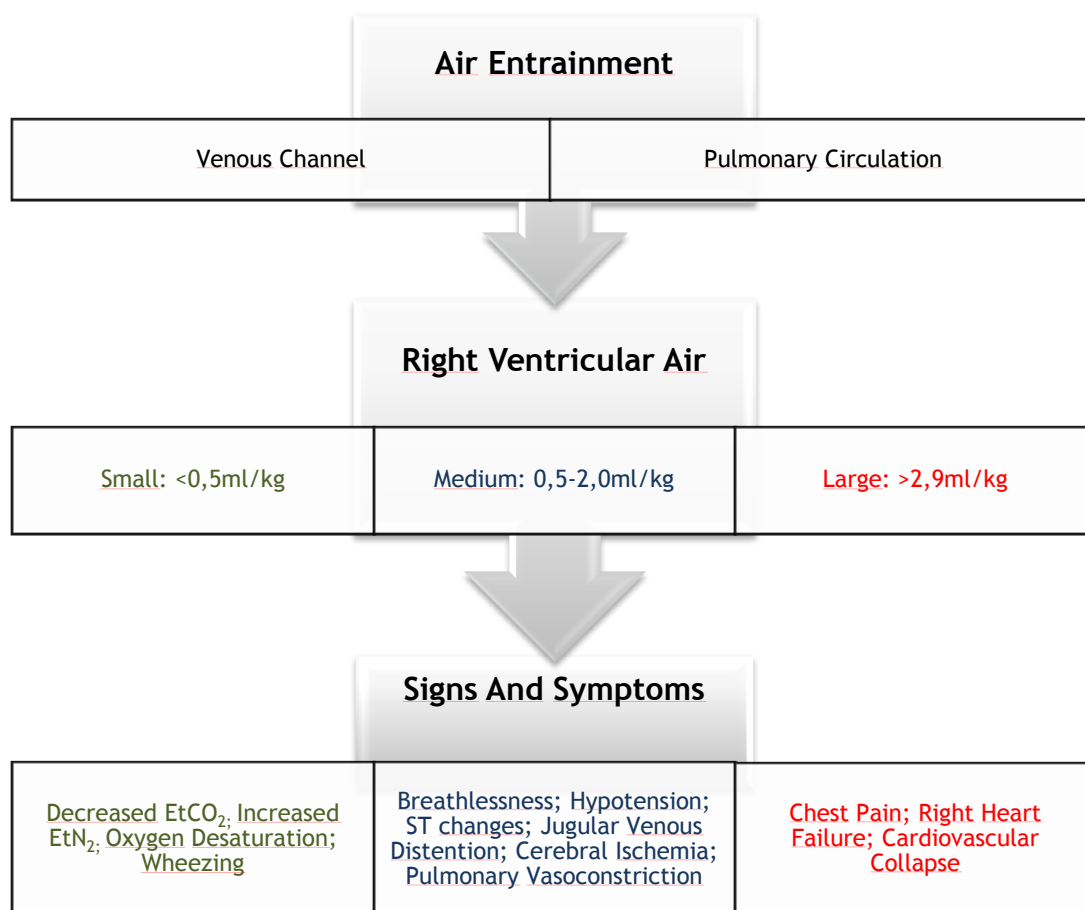 Air Entrainment
Venous Channel
Pulmonary Circulation
Right Ventricular Air
Small: <0,5ml/kg
Medium: 0,5-2,0ml/kg
Large: >2,9ml/kg
Signs And Symptoms
Decreased EtCO₂; Increased
EtN₂; Oxygen Desaturation;
Wheezing
Breathlessness; Hypotension;
ST changes; Jugular Venous
Distention; Cerebral Ischemia;
Pulmonary Vasoconstriction
Chest Pain; Right Heart
Failure; Cardiovascular
Collapse